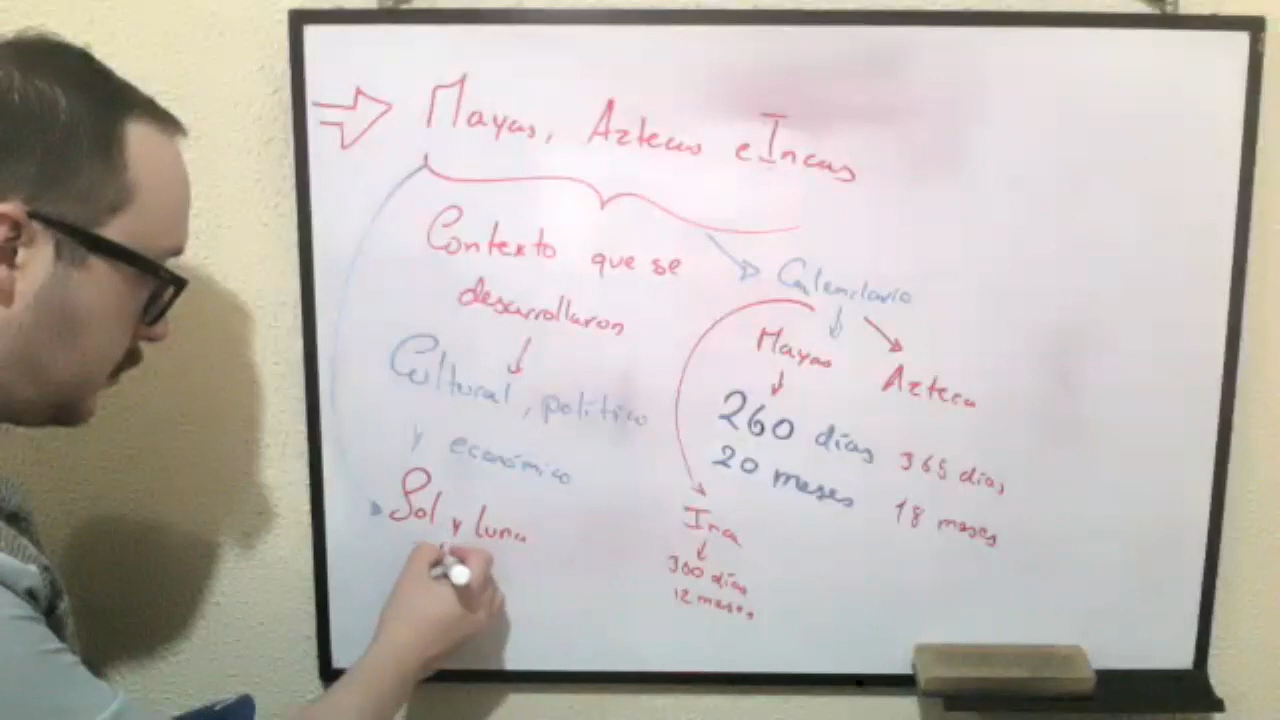 Mayas, Aztecas e Incas
Contexto que se
desarrollaron
Cultural, político
y económico
Sol y luna
Calendario
Mayas
260 días
20 meses
Azteca
365 días
18 meses
Inca
360 días
12 meses